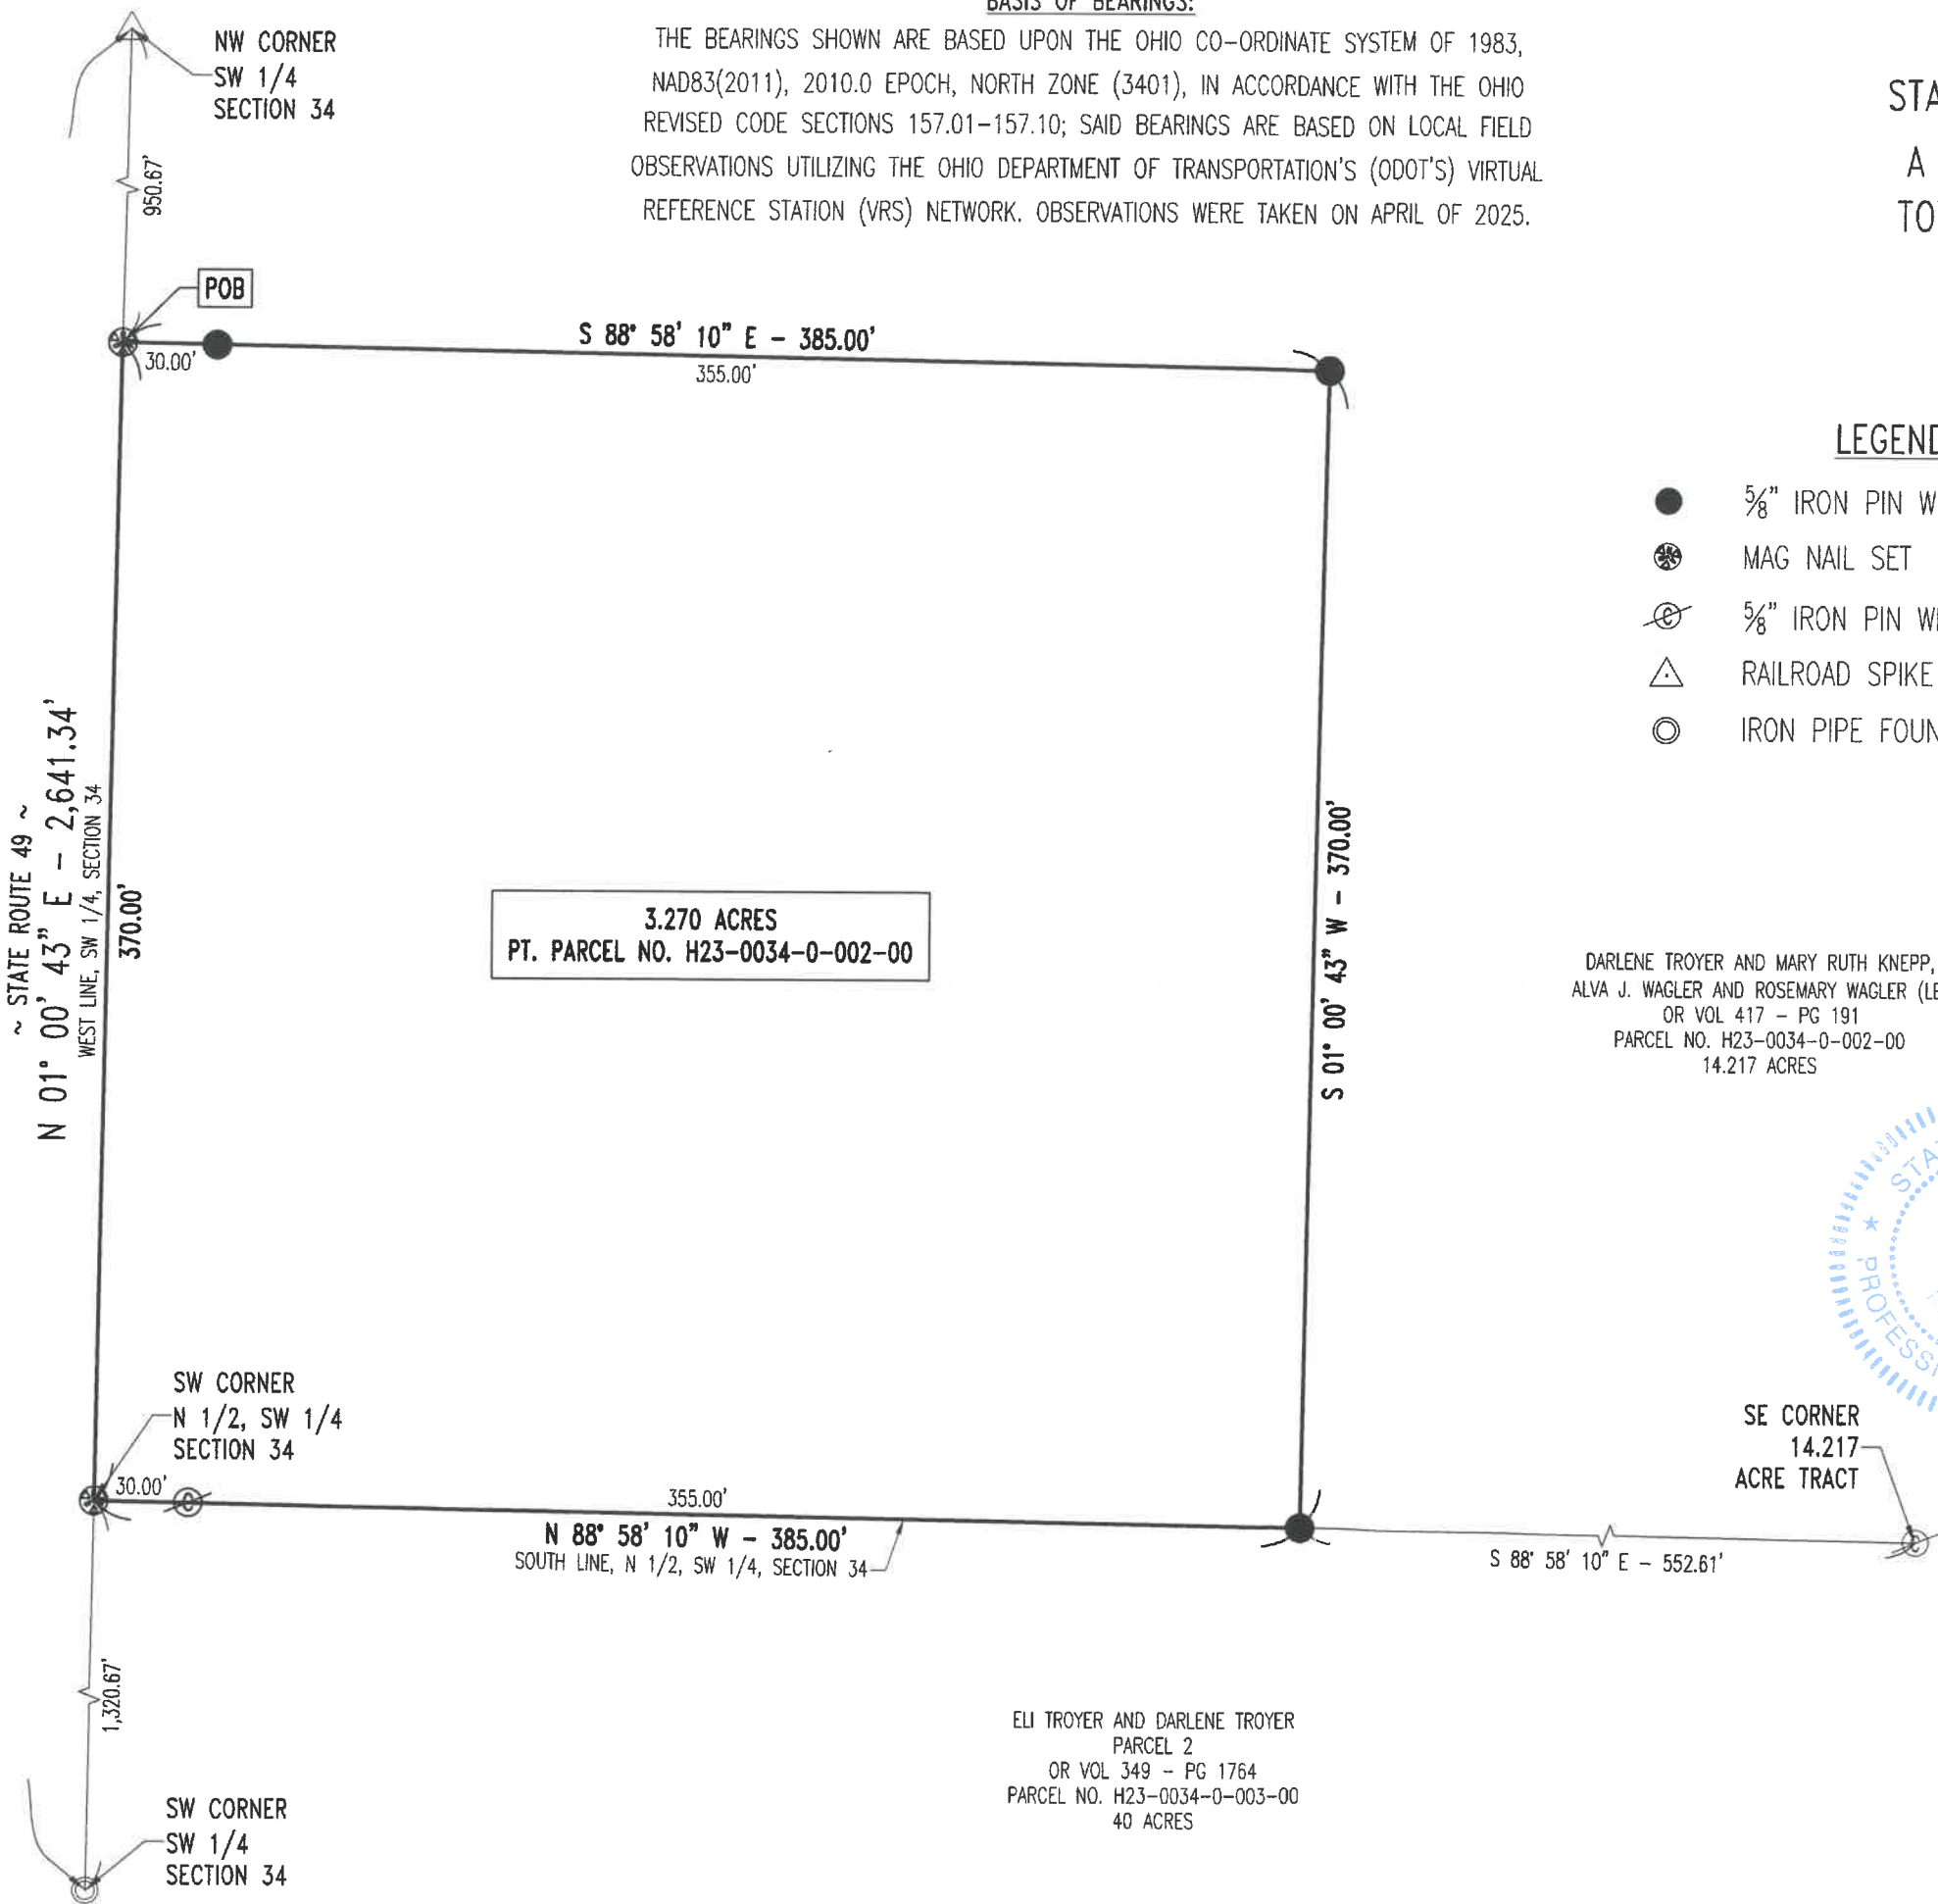 BASIS OF BEARINGS:
THE BEARINGS SHOWN ARE BASED UPON THE OHIO CO-ORDINATE SYSTEM OF 1983,
NAD83(2011), 2010.0 EPOCH, NORTH ZONE (3401), IN ACCORDANCE WITH THE OHIO
REVISED CODE SECTIONS 157.01-157.10; SAID BEARINGS ARE BASED ON LOCAL FIELD
OBSERVATIONS UTILIZING THE OHIO DEPARTMENT OF TRANSPORTATION'S (ODOT'S) VIRTUAL
REFERENCE STATION (VRS) NETWORK. OBSERVATIONS WERE TAKEN ON APRIL OF 2025.
STA
A
TO
NW CORNER
SW 1/4
SECTION 34
950.67'
POB
30.00'
S 88° 58' 10" E - 385.00'
355.00'
LEGEND
5/8" IRON PIN W
MAG NAIL SET
5/8" IRON PIN W
RAILROAD SPIKE
IRON PIPE FOUN
~ STATE ROUTE 49 ~
N 01° 00' 43" E - 2,641.34'
WEST LINE, SW 1/4, SECTION 34
370.00'
3.270 ACRES
PT. PARCEL NO. H23-0034-0-002-00
S 01° 00' 43" W - 370.00'
DARLENE TROYER AND MARY RUTH KNEPP,
ALVA J. WAGLER AND ROSEMARY WAGLER (LE
OR VOL 417 - PG 191
PARCEL NO. H23-0034-0-002-00
14.217 ACRES
STA
★ PROFESSI
SW CORNER
N 1/2, SW 1/4
SECTION 34
30.00'
355.00'
N 88° 58' 10" W - 385.00'
SOUTH LINE, N 1/2, SW 1/4, SECTION 34
SE CORNER
14.217
ACRE TRACT
S 88° 58' 10" E - 552.61'
1,320.67'
ELI TROYER AND DARLENE TROYER
PARCEL 2
OR VOL 349 - PG 1764
PARCEL NO. H23-0034-0-003-00
40 ACRES
SW CORNER
SW 1/4
SECTION 34